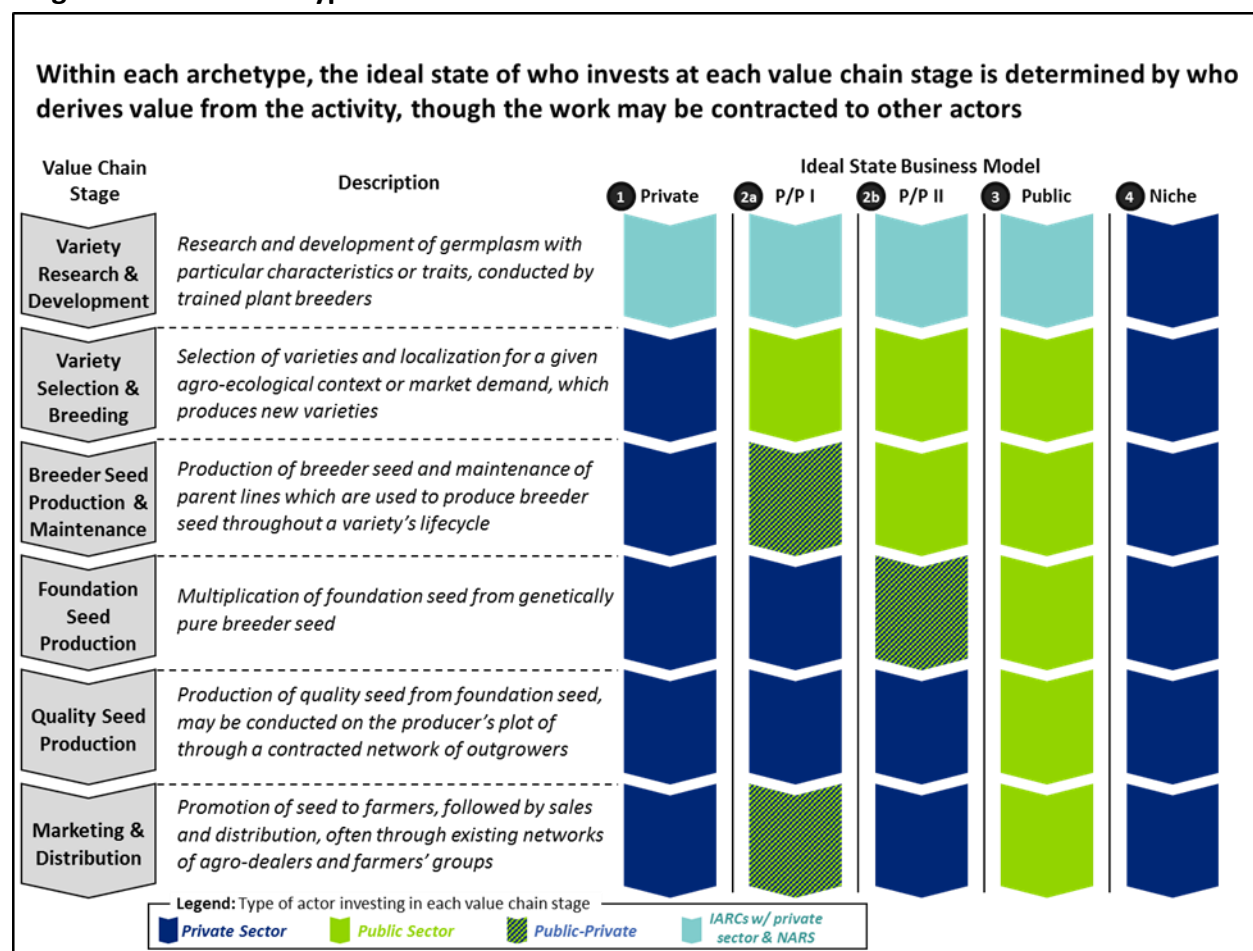 Within each archetype, the ideal state of who invests at each value chain stage is determined by who
derives value from the activity, though the work may be contracted to other actors
Value Chain
Stage
Description
Ideal State Business Model
1 Private
2a P/P I
2b P/P II
3 Public
4 Niche
Variety
Research &
Development
Research and development of germplasm with
particular characteristics or traits, conducted by
trained plant breeders
Variety
Selection &
Breeding
Selection of varieties and localization for a given
agro-ecological context or market demand, which
produces new varieties
Breeder Seed
Production &
Maintenance
Production of breeder seed and maintenance of
parent lines which are used to produce breeder
seed throughout a variety's lifecycle
Foundation
Seed
Production
Multiplication of foundation seed from genetically
pure breeder seed
Quality Seed
Production
Production of quality seed from foundation seed,
may be conducted on the producer's plot of
through a contracted network of outgrowers
Marketing &
Distribution
Promotion of seed to farmers, followed by sales
and distribution, often through existing networks
of agro-dealers and farmers' groups
Legend: Type of actor investing in each value chain stage
Private Sector
Public Sector
Public-Private
IARCs w/ private
sector & NARS